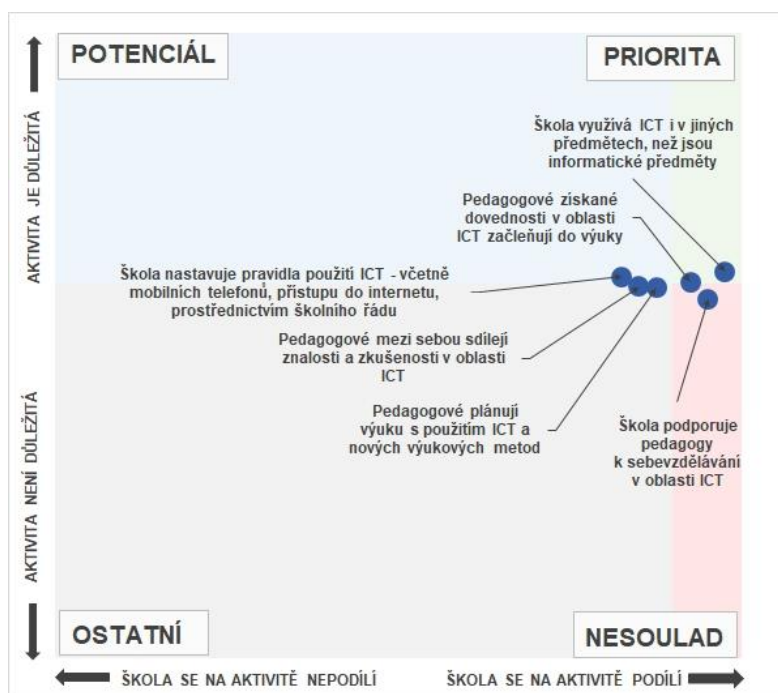 POTENCIÁL
PRIORITA
AKTIVITA JE DŮLEŽITÁ
Škola využívá ICT i v jiných
předmětech, než jsou
informatické předměty
Pedagogové získané
dovednosti v oblasti
ICT začleňují do výuky
Škola nastavuje pravidla použití ICT - včetně
mobilních telefonů, přístupu do internetu,
prostřednictvím školního řádu
Pedagogové mezi sebou sdílejí
znalosti a zkušenosti v oblasti
ICT
Pedagogové plánují
výuku s použitím ICT a
nových výukových metod
Škola podporuje
pedagogy
k sebevzdělávání
v oblasti ICT
AKTIVITA NENÍ DŮLEŽITÁ
OSTATNÍ
NESOULAD
ŠKOLA SE NA AKTIVITĚ NEPODÍLÍ
ŠKOLA SE NA AKTIVITĚ PODÍLÍ